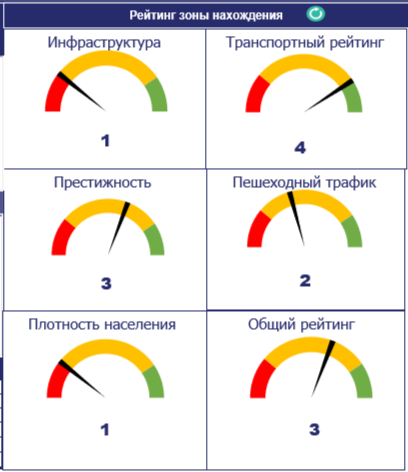 Рейтинг зоны нахождения
Инфраструктура
Транспортный рейтинг
1
4
Престижность
Пешеходный трафик
3
2
Плотность населения
Общий рейтинг
1
3